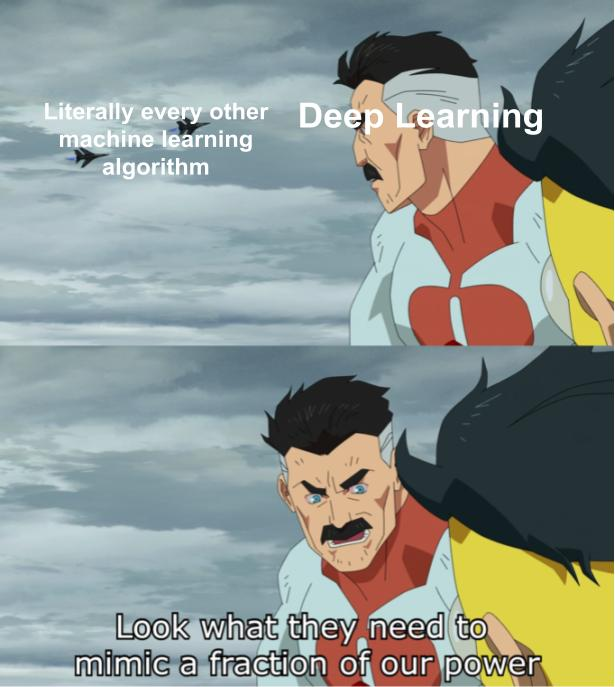 Literally every other
machine learning
algorithm
Deep Learning
Look what they need to
mimic a fraction of our power